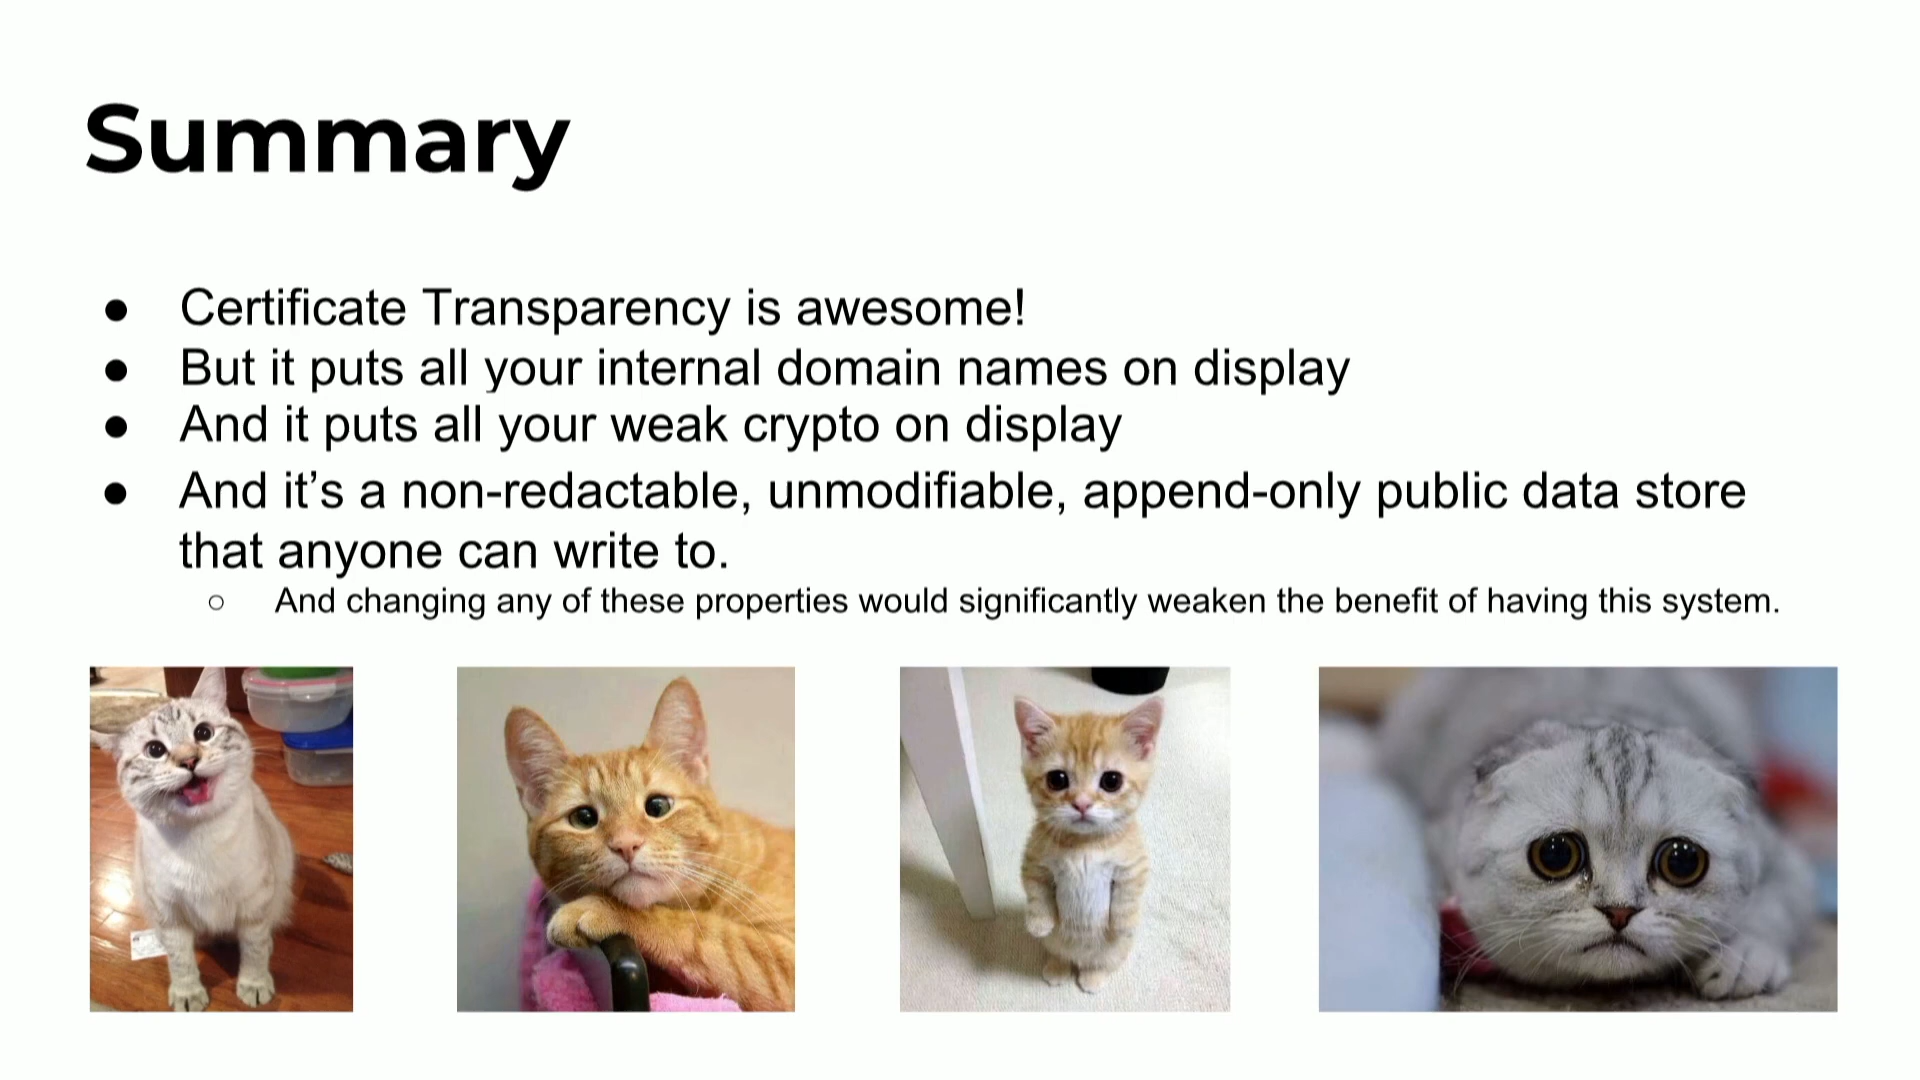 Summary
● Certificate Transparency is awesome!
● But it puts all your internal domain names on display
● And it puts all your weak crypto on display
● And it’s a non-redactable, unmodifiable, append-only public data store
that anyone can write to.
○ And changing any of these properties would significantly weaken the benefit of having this system.